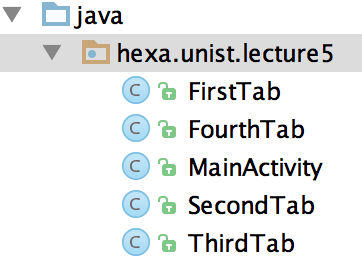 java
hexa.unist.lecture5
C FirstTab
C FourthTab
C MainActivity
C SecondTab
C ThirdTab